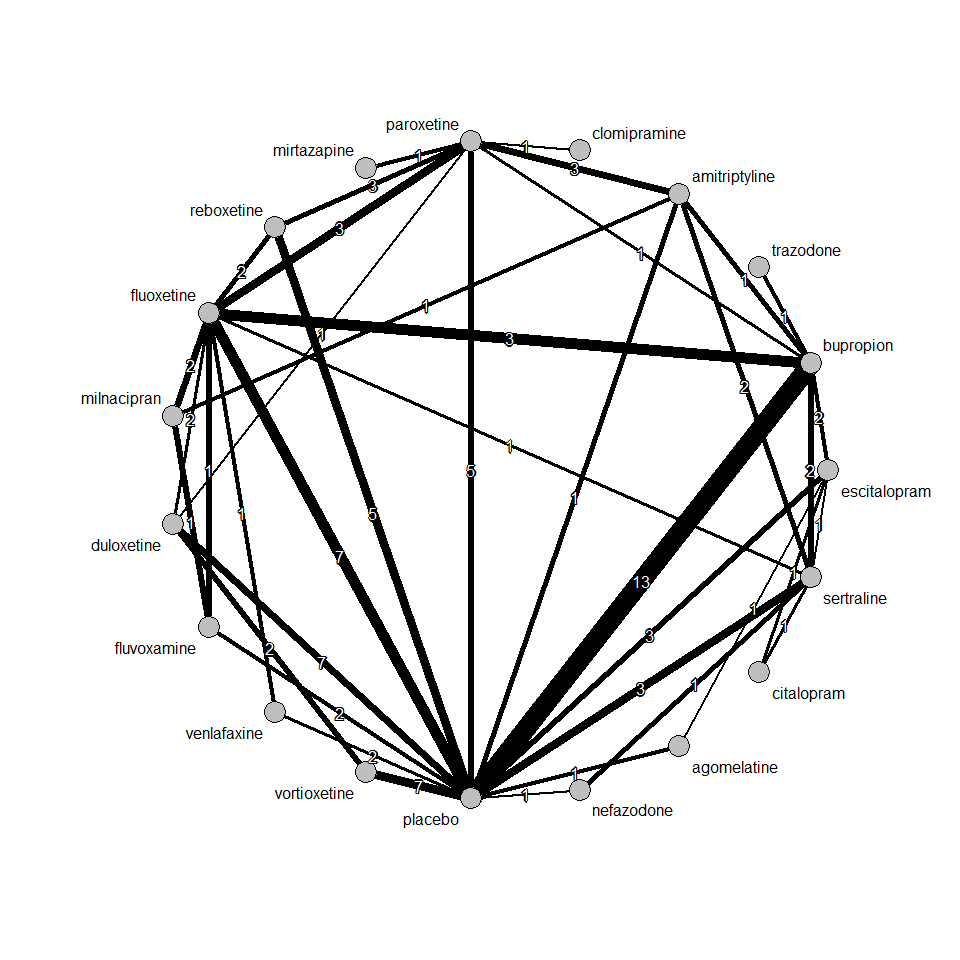 paroxetine
clomipramine
mirtazapine
1
1
3
amitriptyline
3
reboxetine
3
1
trazodone
2
1
fluoxetine
1
1
1
3
bupropion
2
2
milnacipran
2
2
1
5
1
2
escitalopram
1
1
5
1
1
1
duloxetine
7
1
13
sertraline
fluvoxamine
1
3
1
2
7
citalopram
2
3
1
venlafaxine
2
1
agomelatine
vortioxetine
7
1
nefazodone
placebo